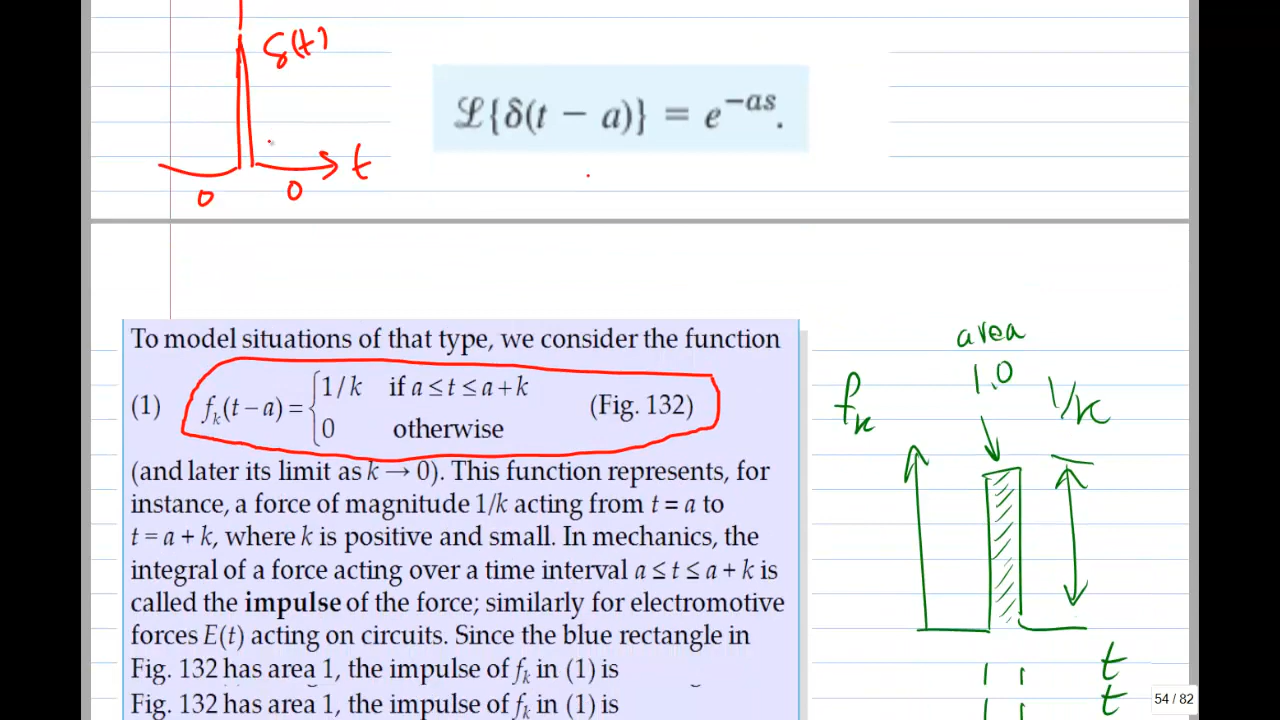 δ(t)
ℒ{δ(t − a)} = e^{−as}.
t
0 0
To model situations of that type, we consider the function
(1) f_k(t−a) = { 1/k if a ≤ t ≤ a + k
0 otherwise
(Fig. 132)
(and later its limit as k → 0). This function represents, for
instance, a force of magnitude 1/k acting from t = a to
t = a + k, where k is positive and small. In mechanics, the
integral of a force acting over a time interval a ≤ t ≤ a + k is
called the impulse of the force; similarly for electromotive
forces E(t) acting on circuits. Since the blue rectangle in
Fig. 132 has area 1, the impulse of f_k in (1) is
Fig. 132 has area 1, the impulse of f_k in (1) is
area
1.0
f_k
1/k
t
t
54 / 82